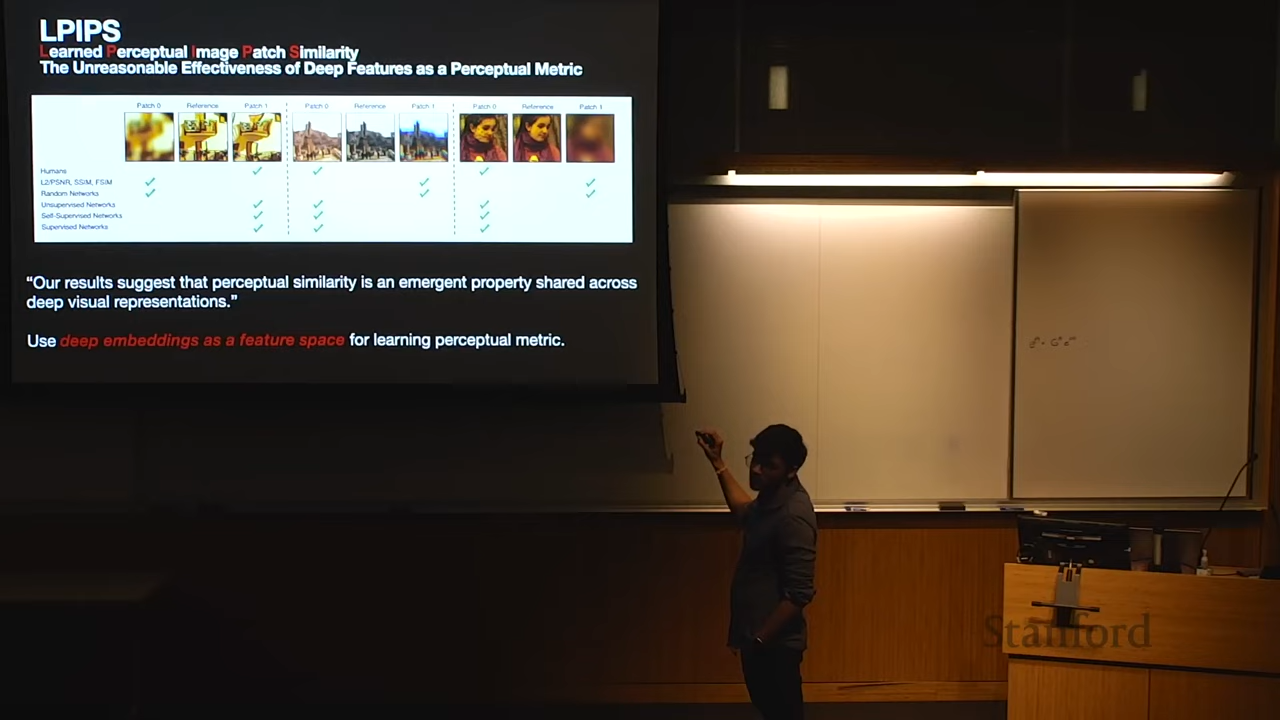 LPIPS
Learned Perceptual Image Patch Similarity
The Unreasonable Effectiveness of Deep Features as a Perceptual Metric
Patch 0 Reference Patch 1 Patch 0 Reference Patch 1 Patch 0 Reference Patch 1
Humans
L2/PSNR, SSIM, FSIM
Random Networks
Unsupervised Networks
Self-Supervised Networks
Supervised Networks
“Our results suggest that perceptual similarity is an emergent property shared across
deep visual representations.”
Use deep embeddings as a feature space for learning perceptual metric.
Stanford